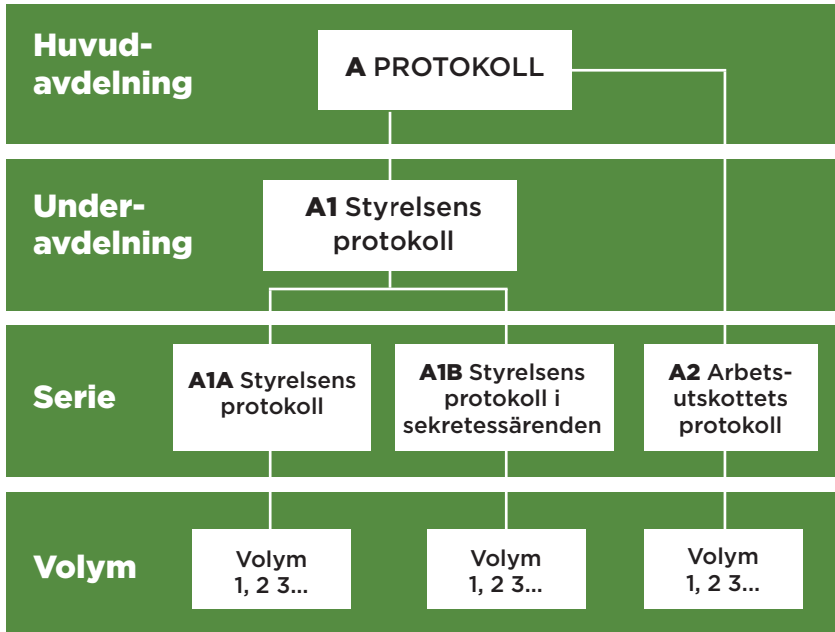 Huvud-
avdelning
A PROTOKOLL
Under-
avdelning
A1 Styrelsens
protokoll
Serie
A1A Styrelsens
protokoll
A1B Styrelsens
protokoll i
sekretessärenden
A2 Arbets-
utskottets
protokoll
Volym
Volym
1, 2 3...
Volym
1, 2 3...
Volym
1, 2 3...